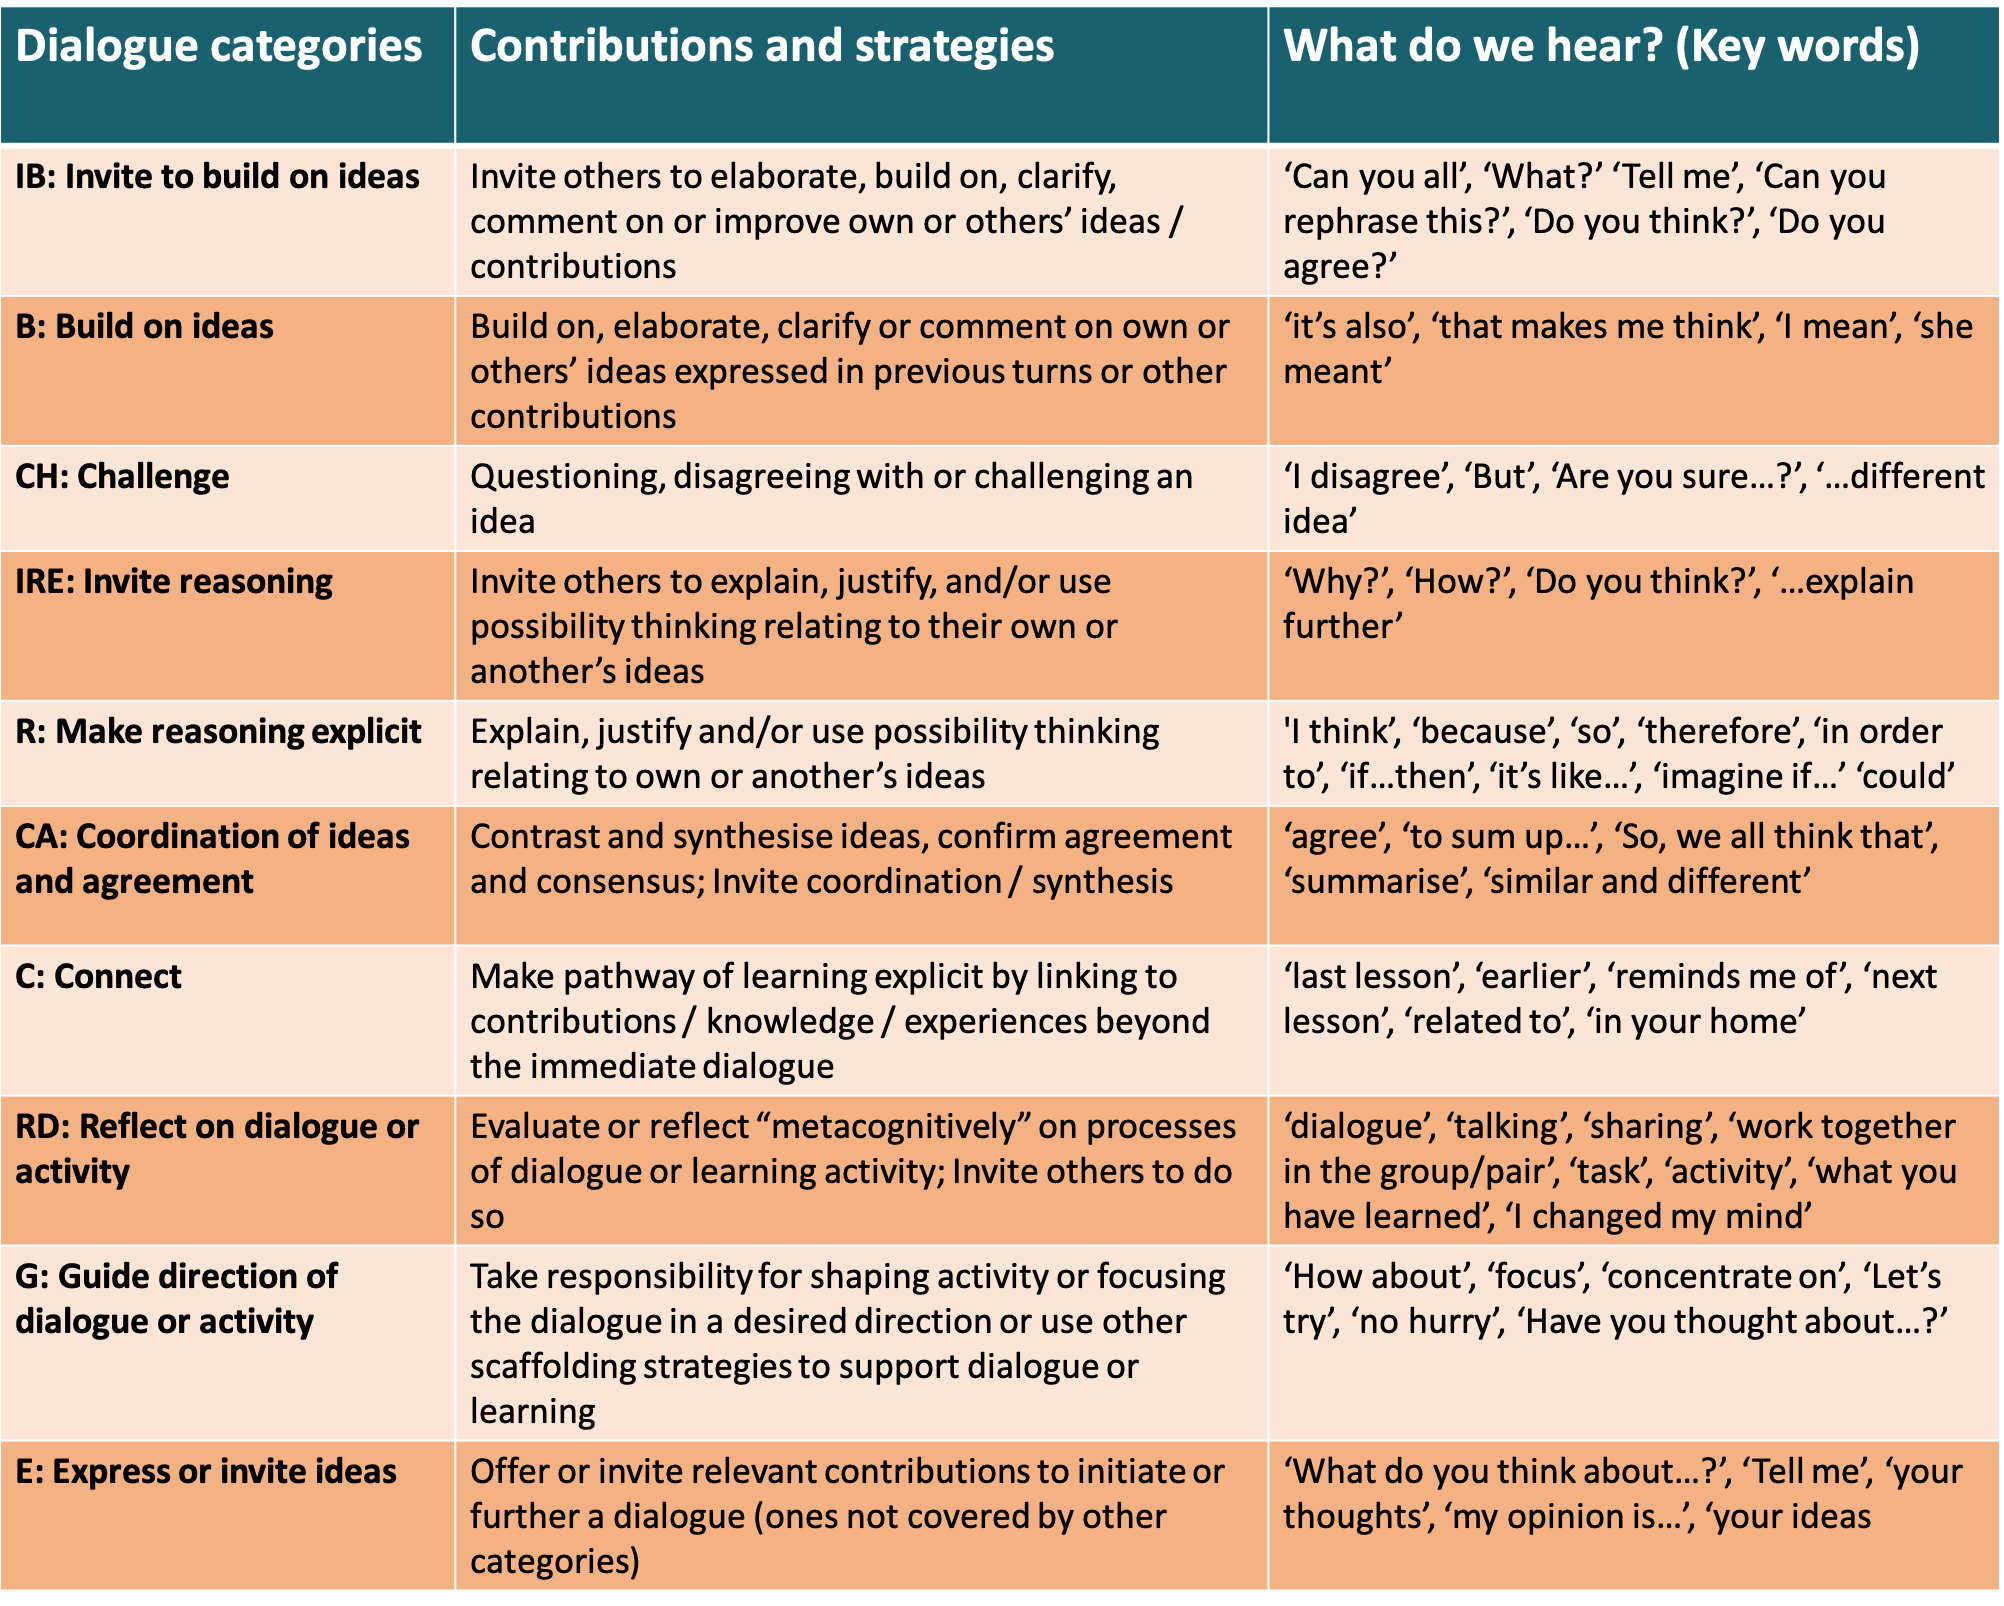 Dialogue categories
Contributions and strategies
What do we hear? (Key words)
IB: Invite to build on ideas
Invite others to elaborate, build on, clarify,
comment on or improve own or others’ ideas /
contributions
‘Can you all’, ‘What?’ ‘Tell me’, ‘Can you
rephrase this?’, ‘Do you think?’, ‘Do you
agree?’
B: Build on ideas
Build on, elaborate, clarify or comment on own or
others’ ideas expressed in previous turns or other
contributions
‘it’s also’, ‘that makes me think’, ‘I mean’, ‘she
meant’
CH: Challenge
Questioning, disagreeing with or challenging an
idea
‘I disagree’, ‘But’, ‘Are you sure…?’, ‘…different
idea’
IRE: Invite reasoning
Invite others to explain, justify, and/or use
possibility thinking relating to their own or
another’s ideas
‘Why?’, ‘How?’, ‘Do you think?’, ‘…explain
further’
R: Make reasoning explicit
Explain, justify and/or use possibility thinking
relating to own or another’s ideas
'I think’, ‘because’, ‘so’, ‘therefore’, ‘in order
to’, ‘if…then’, ‘it’s like…’, ‘imagine if…’ ‘could’
CA: Coordination of ideas
and agreement
Contrast and synthesise ideas, confirm agreement
and consensus; Invite coordination / synthesis
‘agree’, ‘to sum up…’, ‘So, we all think that’,
‘summarise’, ‘similar and different’
C: Connect
Make pathway of learning explicit by linking to
contributions / knowledge / experiences beyond
the immediate dialogue
‘last lesson’, ‘earlier’, ‘reminds me of’, ‘next
lesson’, ‘related to’, ‘in your home’
RD: Reflect on dialogue or
activity
Evaluate or reflect “metacognitively” on processes
of dialogue or learning activity; Invite others to do
so
‘dialogue’, ‘talking’, ‘sharing’, ‘work together
in the group/pair’, ‘task’, ‘activity’, ‘what you
have learned’, ‘I changed my mind’
G: Guide direction of
dialogue or activity
Take responsibility for shaping activity or focusing
the dialogue in a desired direction or use other
scaffolding strategies to support dialogue or
learning
‘How about’, ‘focus’, ‘concentrate on’, ‘Let’s
try’, ‘no hurry’, ‘Have you thought about…?’
E: Express or invite ideas
Offer or invite relevant contributions to initiate or
further a dialogue (ones not covered by other
categories)
‘What do you think about…?’, ‘Tell me’, ‘your
thoughts’, ‘my opinion is…’, ‘your ideas